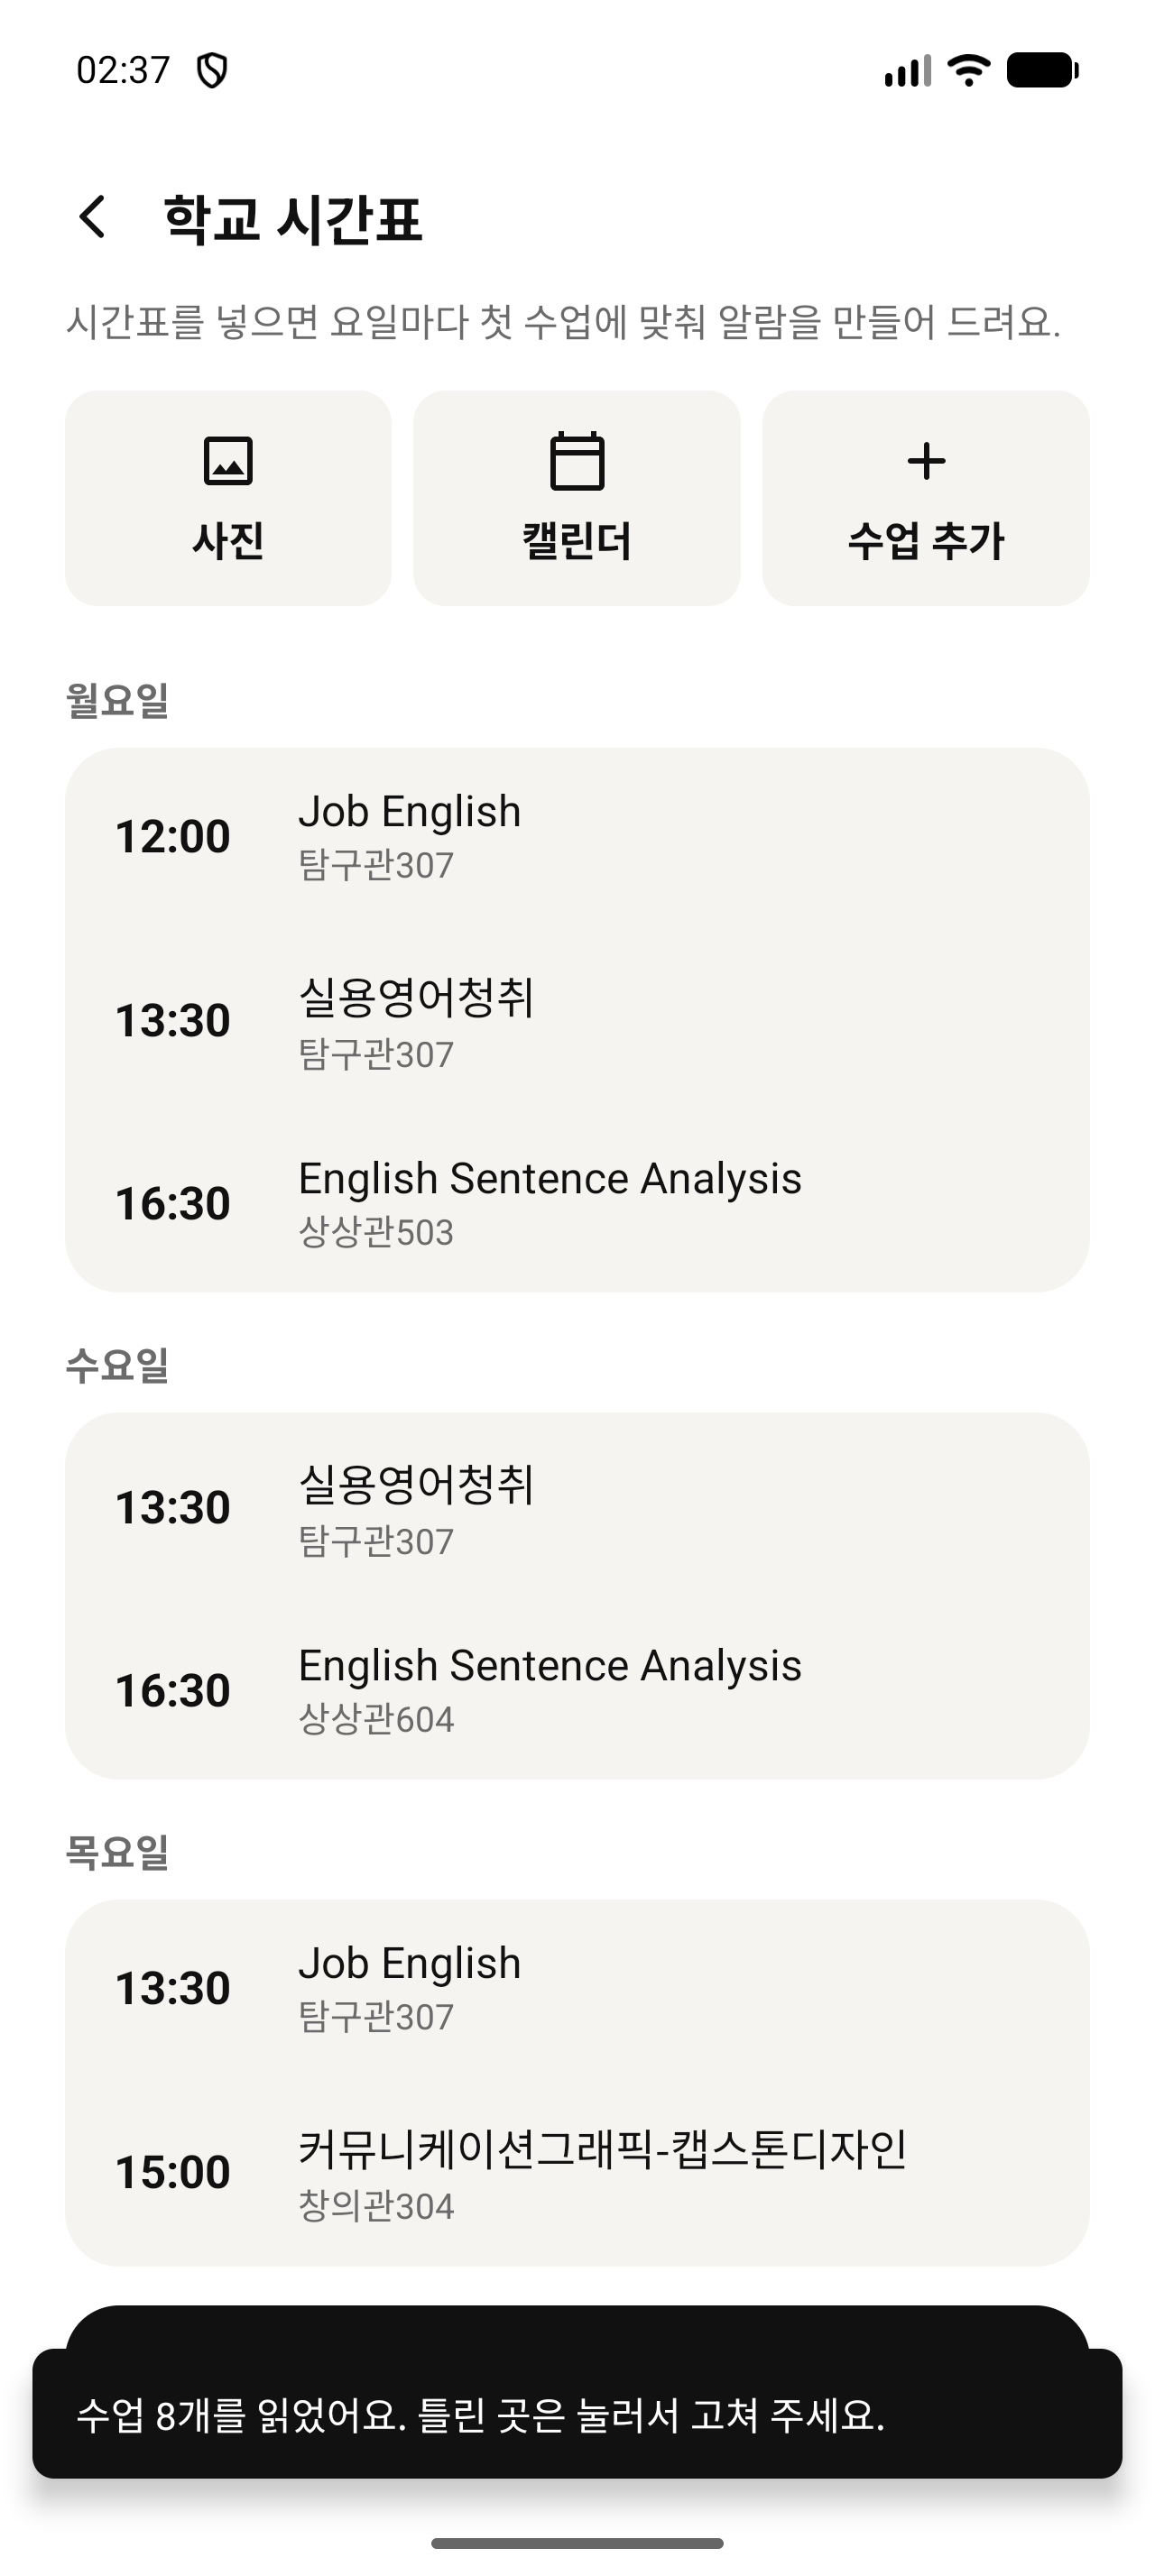 02:37
학교 시간표
시간표를 넣으면 요일마다 첫 수업에 맞춰 알람을 만들어 드려요.
사진
캘린더
수업 추가
월요일
12:00
Job English
탐구관307
13:30
실용영어청취
탐구관307
16:30
English Sentence Analysis
상상관503
수요일
13:30
실용영어청취
탐구관307
16:30
English Sentence Analysis
상상관604
목요일
13:30
Job English
탐구관307
15:00
커뮤니케이션그래픽-캡스톤디자인
창의관304
수업 8개를 읽었어요. 틀린 곳은 눌러서 고쳐 주세요.